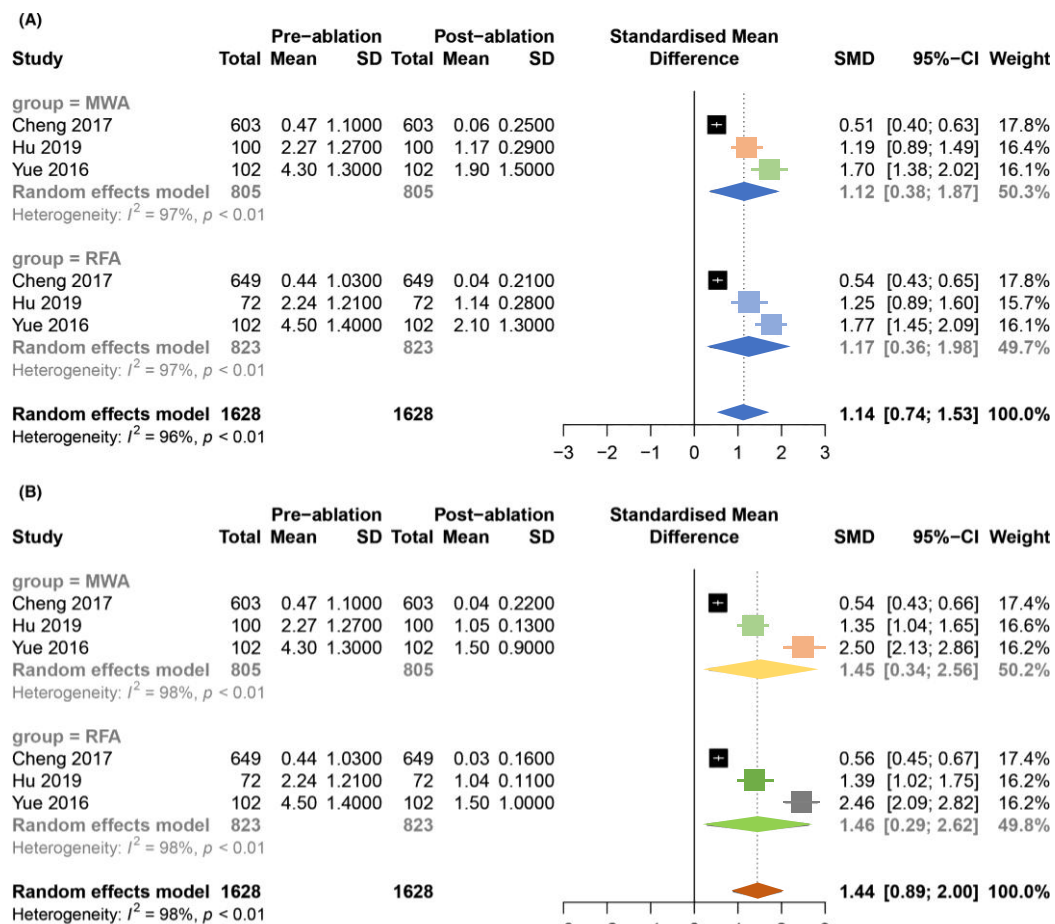 (A)
Pre−ablation Post−ablation Standardised Mean
Study Total Mean SD Total Mean SD Difference SMD 95%−CI Weight
group = MWA
Cheng 2017 603 0.47 1.1000 603 0.06 0.2500 0.51 [0.40; 0.63] 17.8%
Hu 2019 100 2.27 1.2700 100 1.17 0.2900 1.19 [0.89; 1.49] 16.4%
Yue 2016 102 4.30 1.3000 102 1.90 1.5000 1.70 [1.38; 2.02] 16.1%
Random effects model 805 805 1.12 [0.38; 1.87] 50.3%
Heterogeneity: I² = 97%, p < 0.01
group = RFA
Cheng 2017 649 0.44 1.0300 649 0.04 0.2100 0.54 [0.43; 0.65] 17.8%
Hu 2019 72 2.24 1.2100 72 1.14 0.2800 1.25 [0.89; 1.60] 15.7%
Yue 2016 102 4.50 1.4000 102 2.10 1.3000 1.77 [1.45; 2.09] 16.1%
Random effects model 823 823 1.17 [0.36; 1.98] 49.7%
Heterogeneity: I² = 97%, p < 0.01
Random effects model 1628 1628 1.14 [0.74; 1.53] 100.0%
Heterogeneity: I² = 96%, p < 0.01
−3 −2 −1 0 1 2 3
(B)
Pre−ablation Post−ablation Standardised Mean
Study Total Mean SD Total Mean SD Difference SMD 95%−CI Weight
group = MWA
Cheng 2017 603 0.47 1.1000 603 0.04 0.2200 0.54 [0.43; 0.66] 17.4%
Hu 2019 100 2.27 1.2700 100 1.05 0.1300 1.35 [1.04; 1.65] 16.6%
Yue 2016 102 4.30 1.3000 102 1.50 0.9000 2.50 [2.13; 2.86] 16.2%
Random effects model 805 805 1.45 [0.34; 2.56] 50.2%
Heterogeneity: I² = 98%, p < 0.01
group = RFA
Cheng 2017 649 0.44 1.0300 649 0.03 0.1600 0.56 [0.45; 0.67] 17.4%
Hu 2019 72 2.24 1.2100 72 1.04 0.1100 1.39 [1.02; 1.75] 16.2%
Yue 2016 102 4.50 1.4000 102 1.50 1.0000 2.46 [2.09; 2.82] 16.2%
Random effects model 823 823 1.46 [0.29; 2.62] 49.8%
Heterogeneity: I² = 98%, p < 0.01
Random effects model 1628 1628 1.44 [0.89; 2.00] 100.0%
Heterogeneity: I² = 98%, p < 0.01